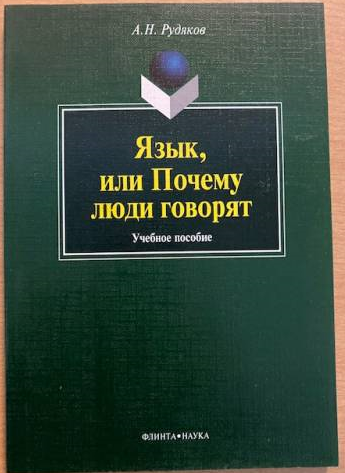 А.Н. Рудяков
Язык,
или Почему
люди говорят
Учебное пособие
ФЛИНТА•НАУКА